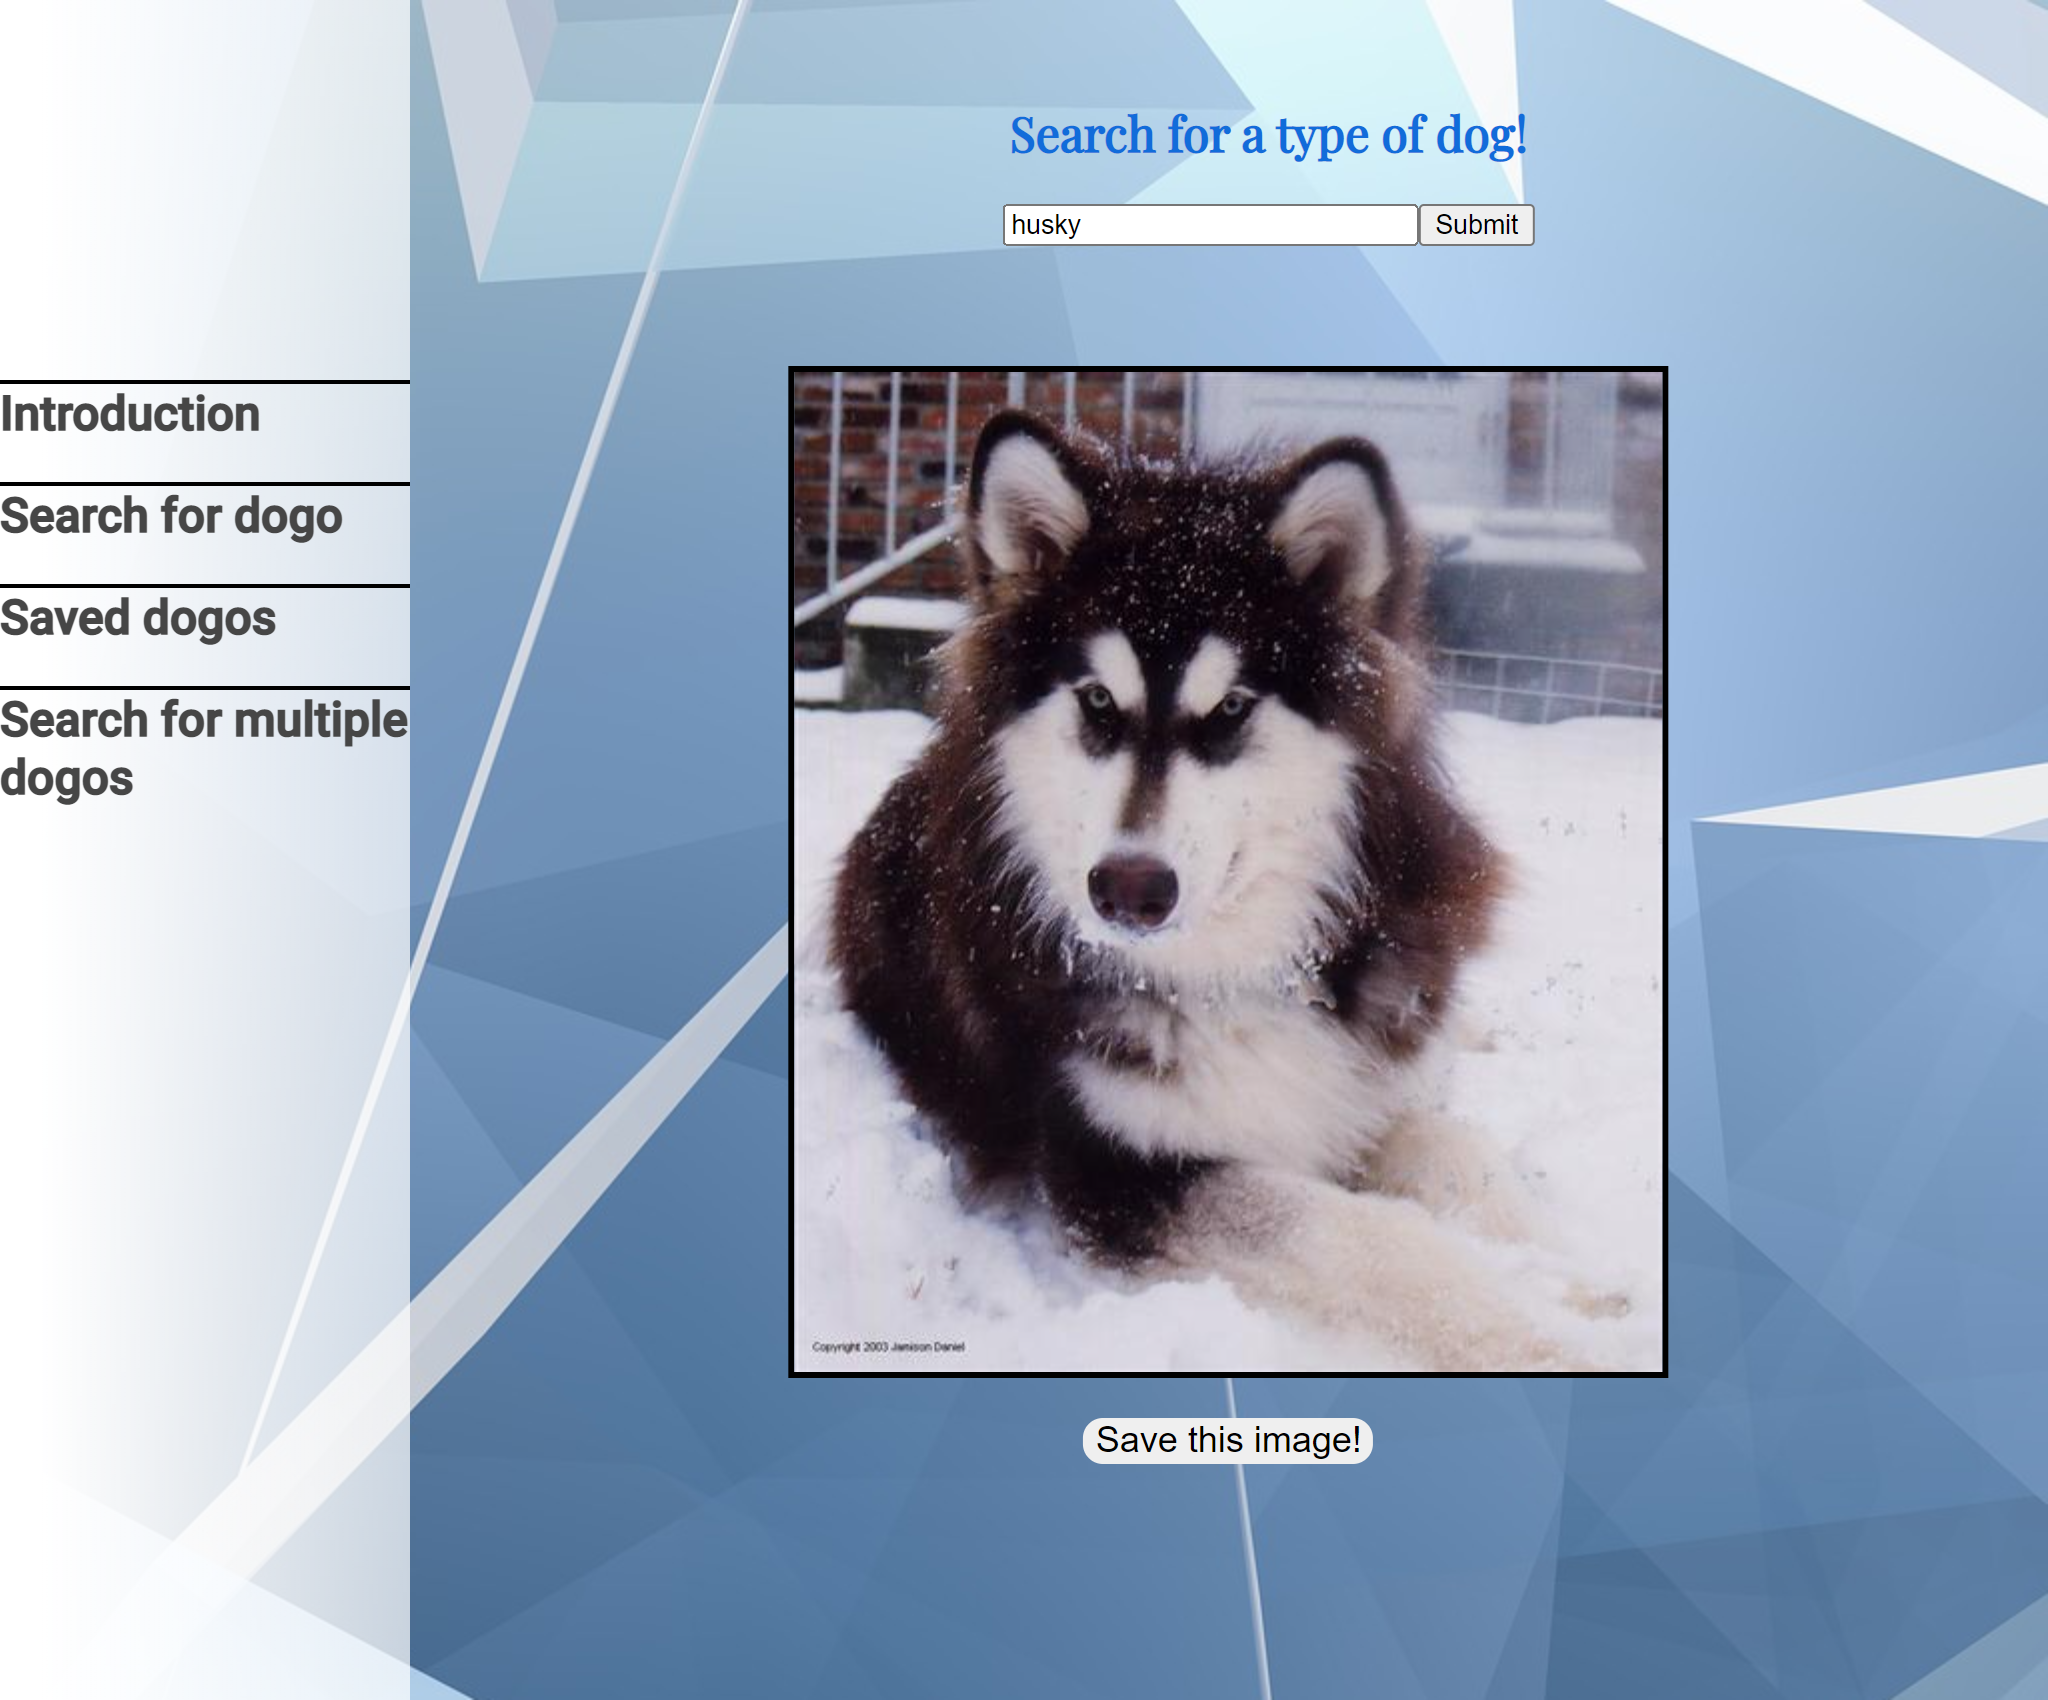 Search for a type of dog!
husky
Submit
Introduction
Search for dogo
Saved dogos
Search for multiple
dogos
Copyright 2003 Jamison Daniel
Save this image!